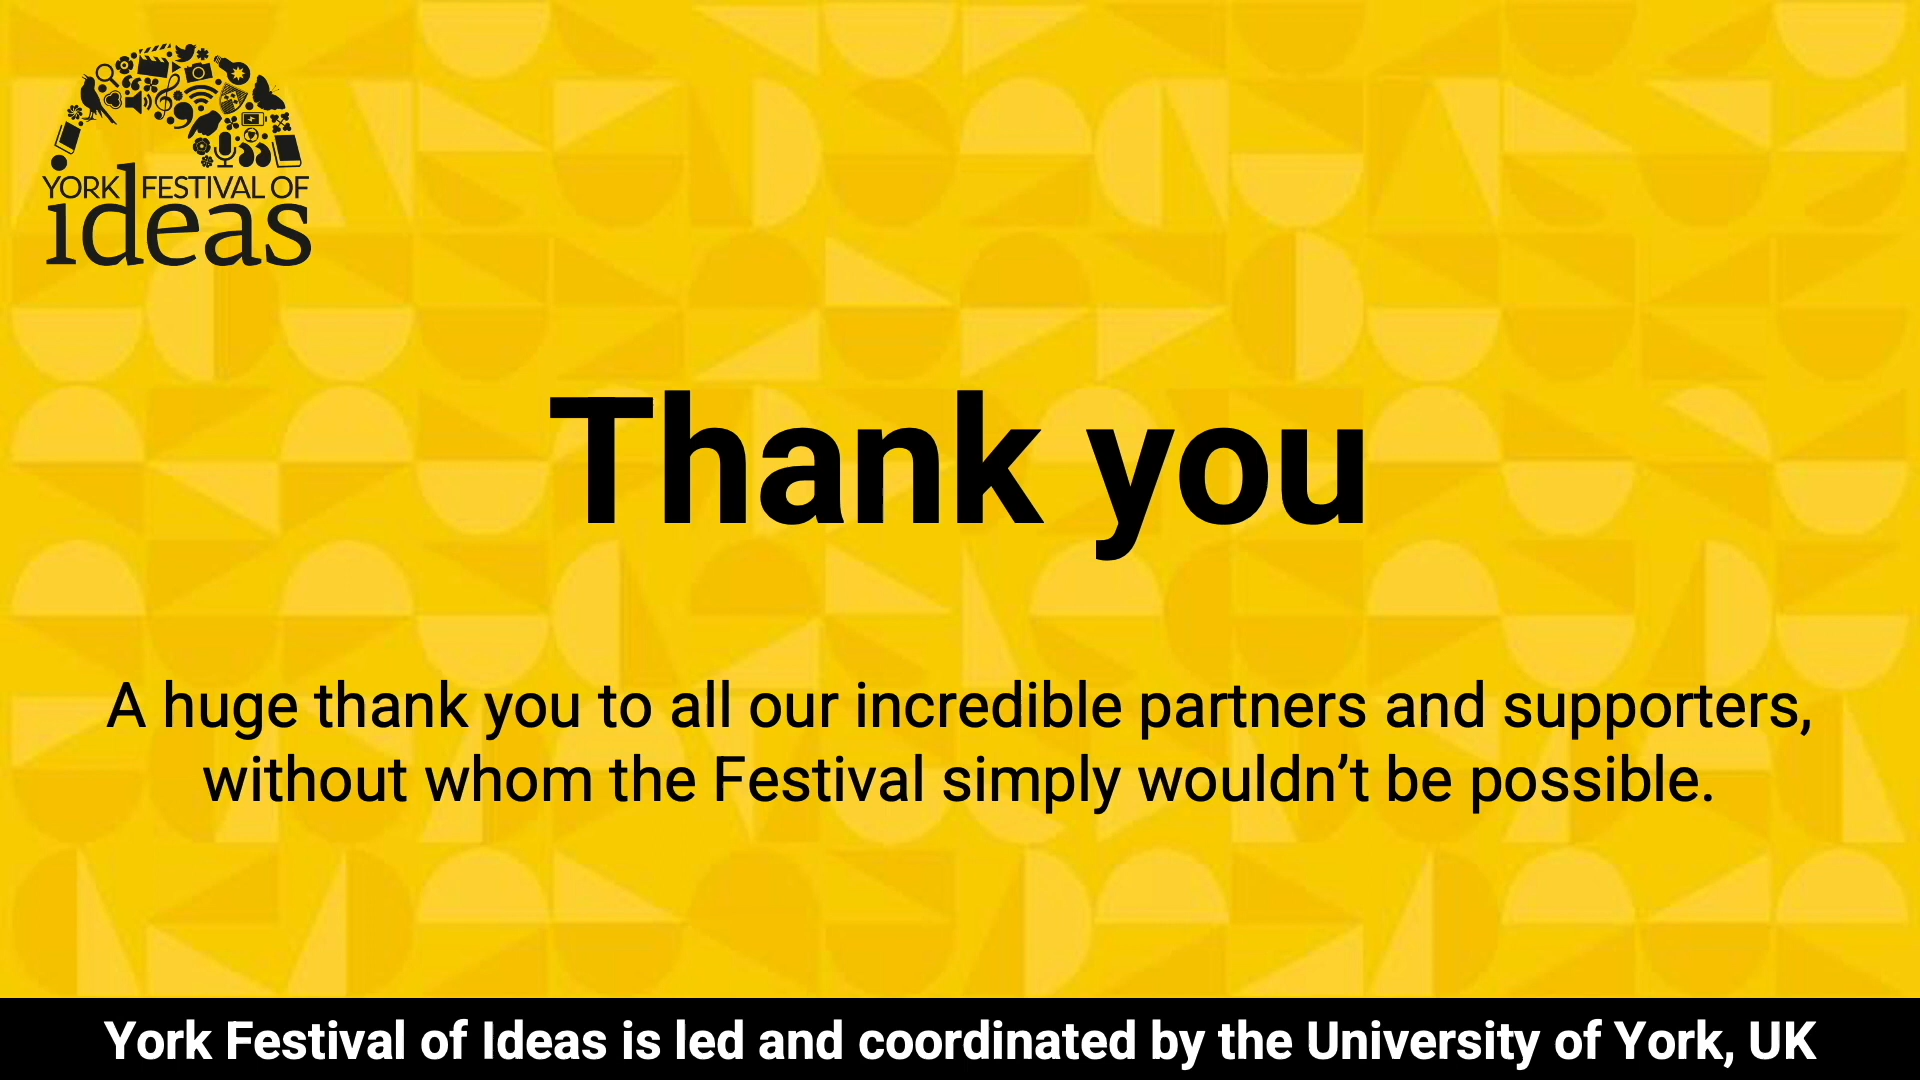 YORK FESTIVAL OF
ideas
Thank you
A huge thank you to all our incredible partners and supporters,
without whom the Festival simply wouldn’t be possible.
York Festival of Ideas is led and coordinated by the University of York, UK